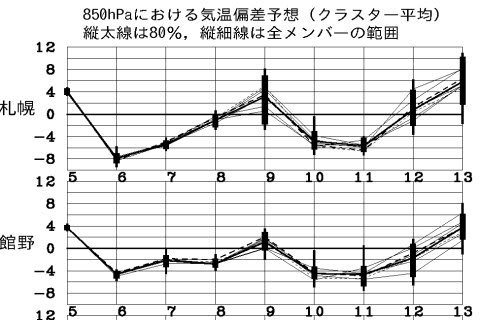 850hPaにおける気温偏差予想（クラスター平均）
縦太線は80％，縦細線は全メンバーの範囲
12
8
4
札幌 0
−4
−8
5 6 7 8 9 10 11 12 13
12
8
4
館野 0
−4
−8
12 5 6 7 8 9 10 11 12 13